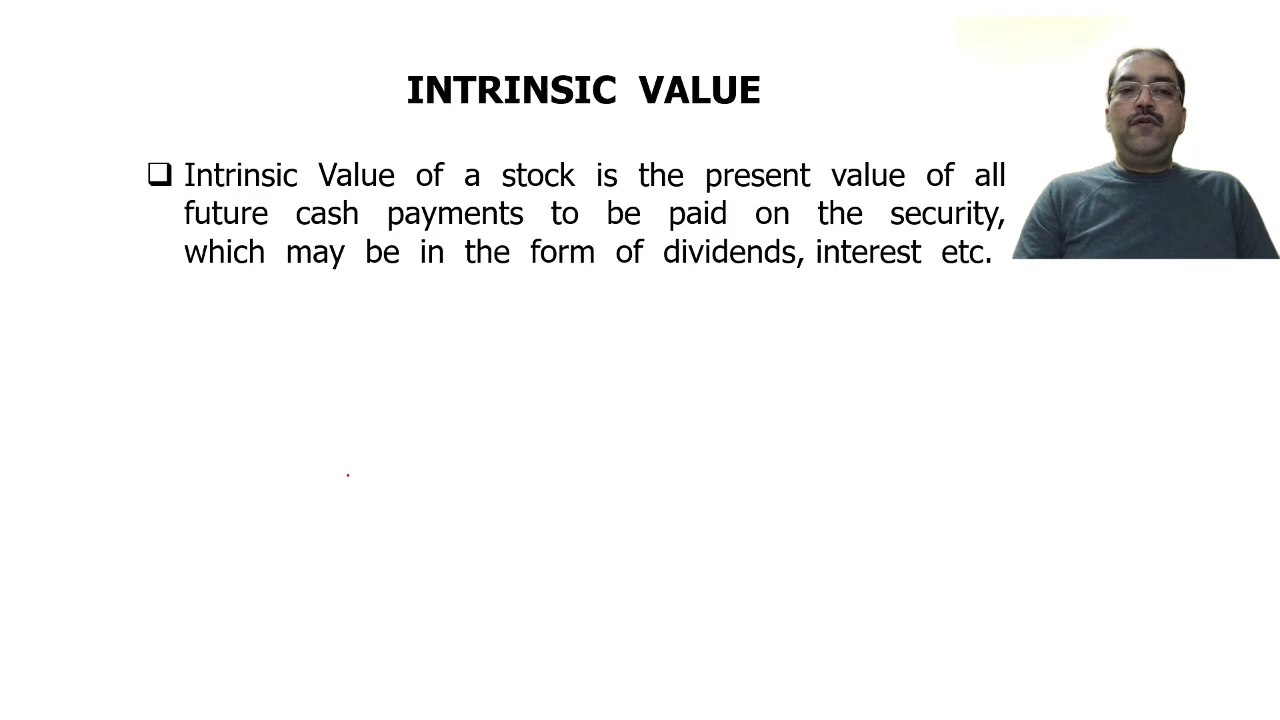 INTRINSIC VALUE
❑ Intrinsic Value of a stock is the present value of all
future cash payments to be paid on the security,
which may be in the form of dividends, interest etc.